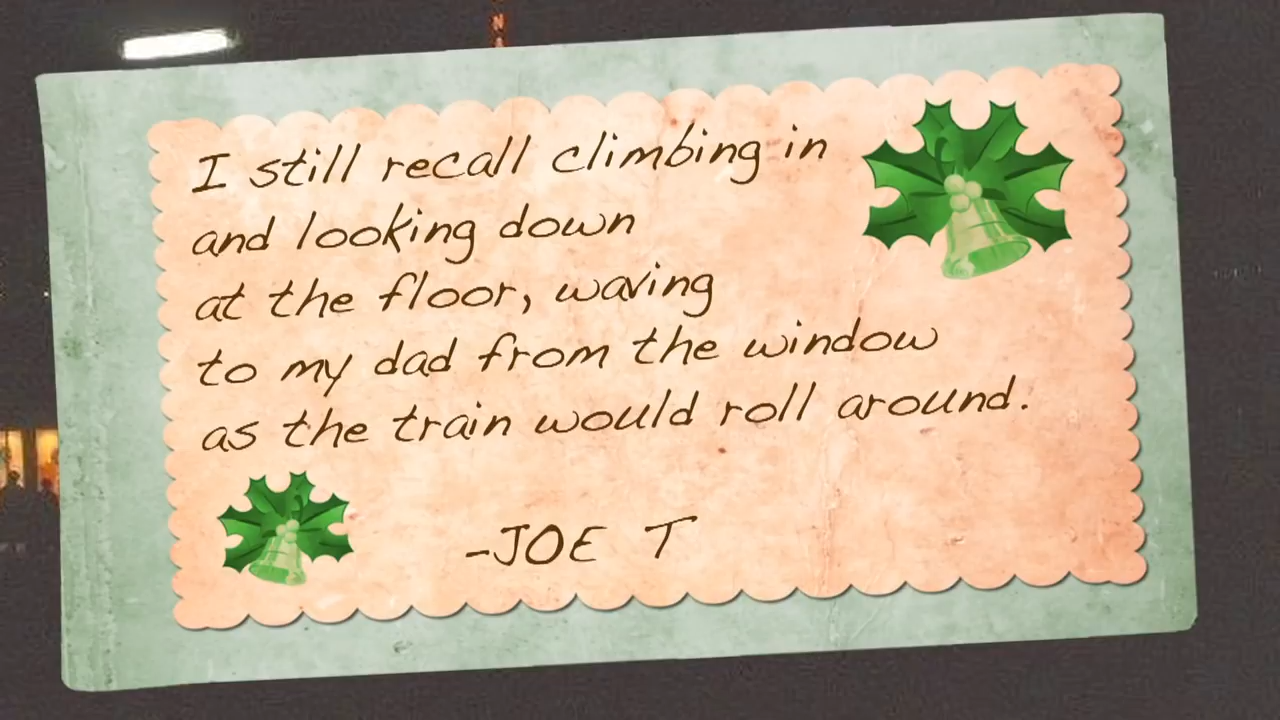 I still recall climbing in
and looking down
at the floor, waving
to my dad from the window
as the train would roll around.
-JOE T